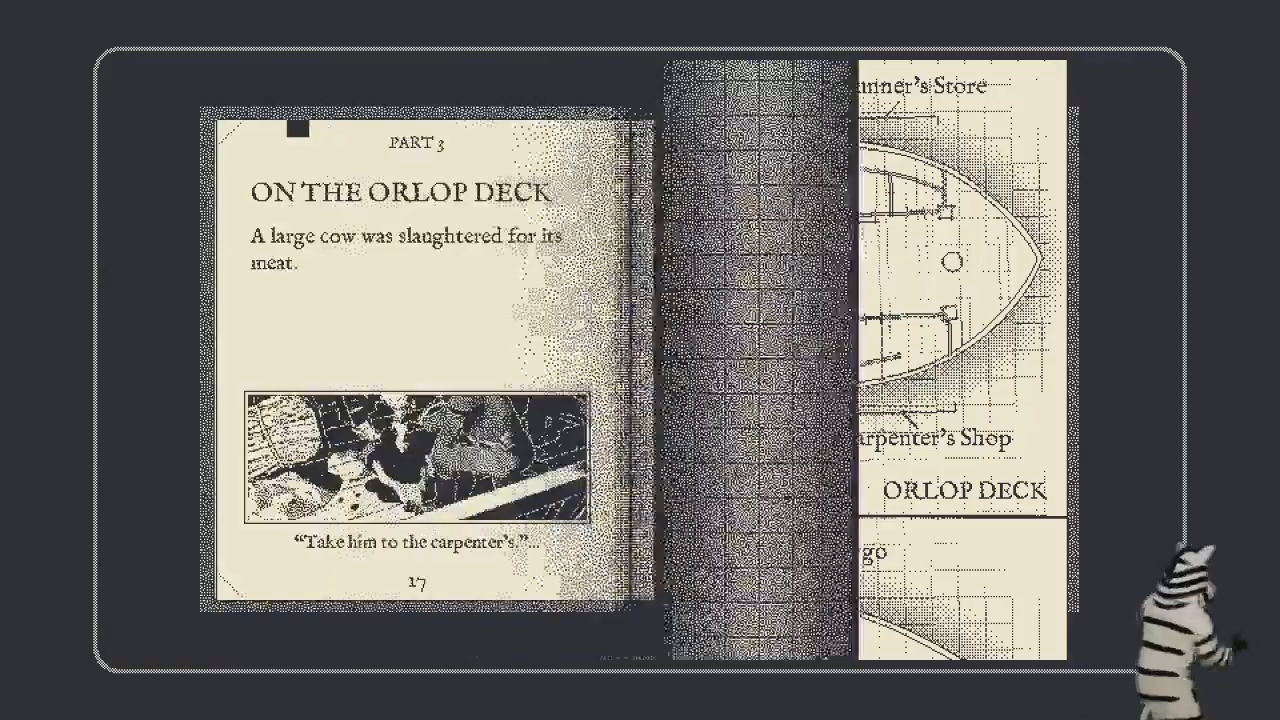 PART 3
ON THE ORLOP DECK
A large cow was slaughtered for its
meat.
“Take him to the carpenter's.”...
17
unner's Store
arpenter's Shop
ORLOP DECK
go